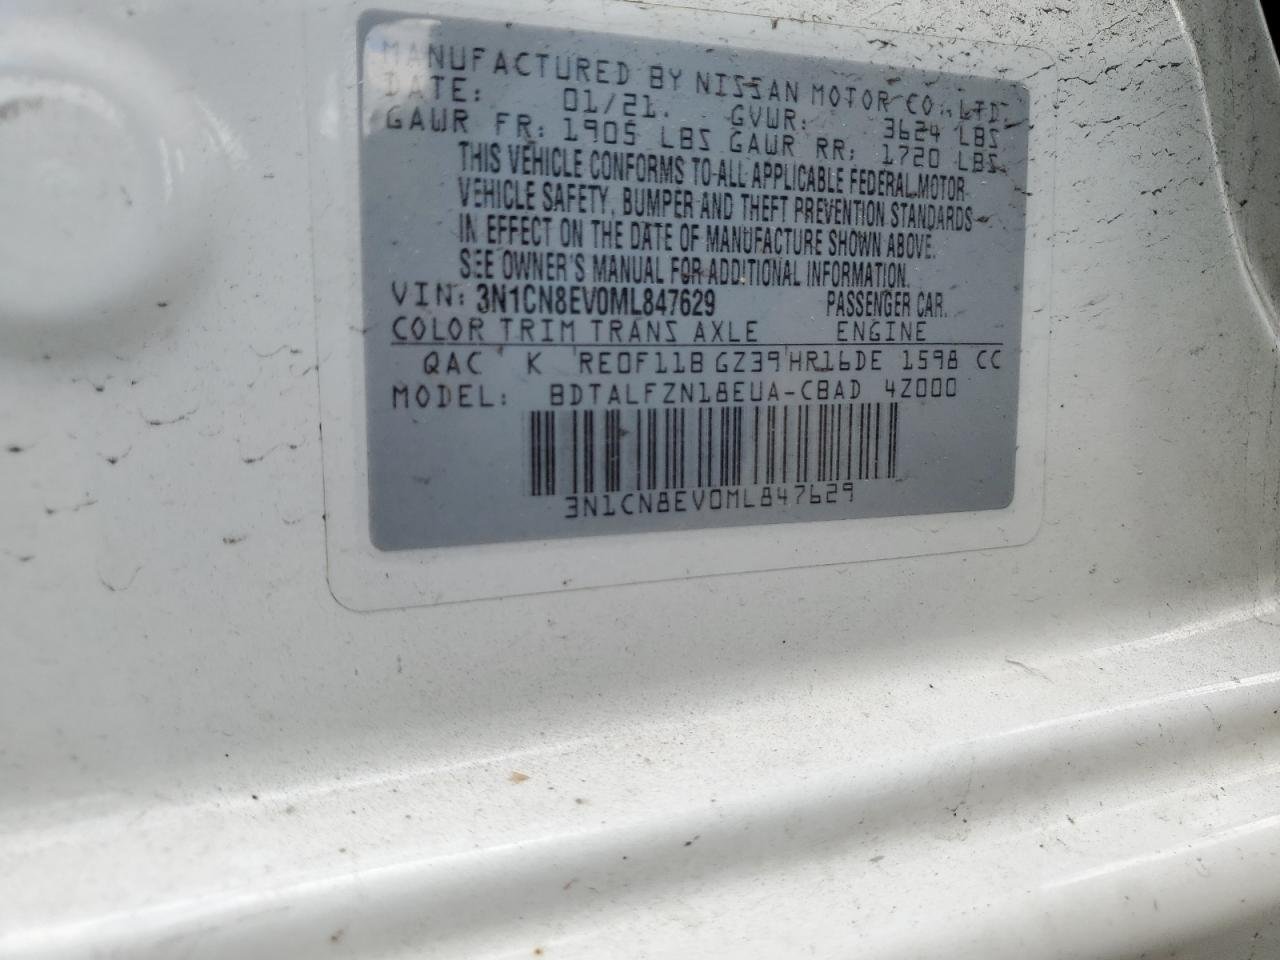 MANUFACTURED BY NISSAN MOTOR CO., LTD.
DATE: 01/21. GVWR: 3624 LBS
GAWR FR: 1905 LBS GAWR RR: 1720 LBS
THIS VEHICLE CONFORMS TO ALL APPLICABLE FEDERAL MOTOR
VEHICLE SAFETY, BUMPER AND THEFT PREVENTION STANDARDS
IN EFFECT ON THE DATE OF MANUFACTURE SHOWN ABOVE.
SEE OWNER'S MANUAL FOR ADDITIONAL INFORMATION.
VIN: 3N1CN8EV0ML847629 PASSENGER CAR.
COLOR TRIM TRANS AXLE ENGINE
QAC K RE0F11B GZ39 HR16DE 1598 CC
MODEL: BDTALFZN18EUA-CBAD 4Z000
3N1CN8EV0ML847629